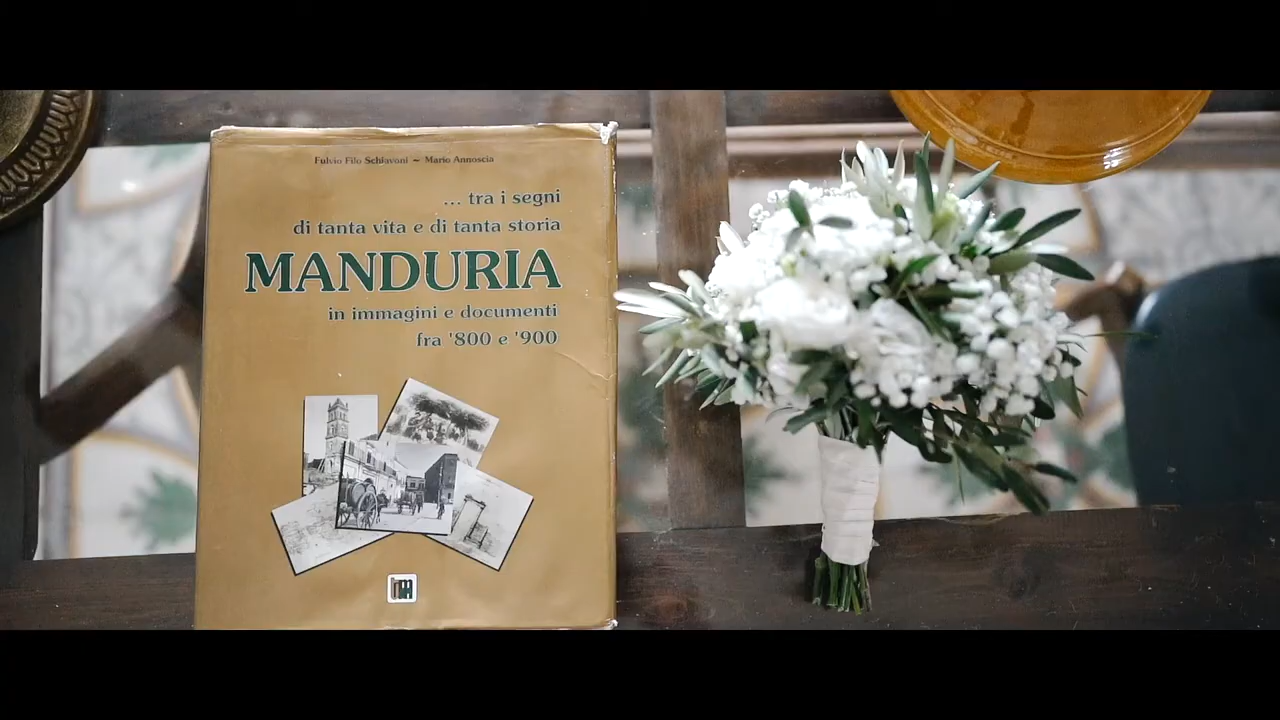 Fulvio Filo Schiavoni ~ Mario Annoscia
... tra i segni
di tanta vita e di tanta storia
MANDURIA
in immagini e documenti
fra '800 e '900